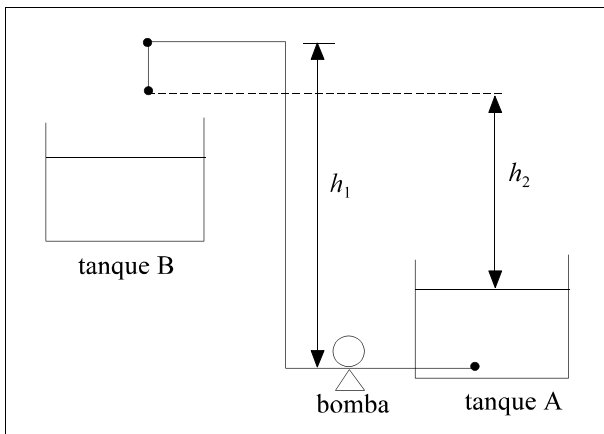 h₁
h₂
tanque B
bomba
tanque A